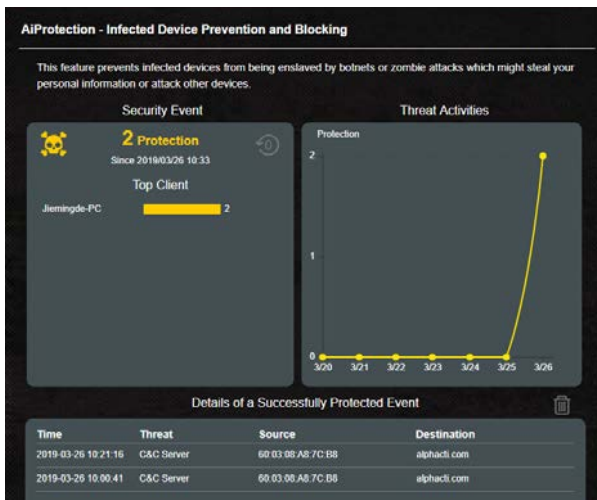 AiProtection - Infected Device Prevention and Blocking
This feature prevents infected devices from being enslaved by botnets or zombie attacks which might steal your
personal information or attack other devices.
Security Event
2 Protection
0
Since 2019/03/26 10:33
Top Client
Jiemingde-PC 2
Threat Activities
Protection
2
1
0
3/20 3/21 3/22 3/23 3/24 3/25 3/26
Details of a Successfully Protected Event
Time Threat Source Destination
2019-03-26 10:21:16 C&C Server 60:03:08:A8:7C:B8 alphacti.com
2019-03-26 10:00:41 C&C Server 60:03:08:A8:7C:B8 alphacti.com